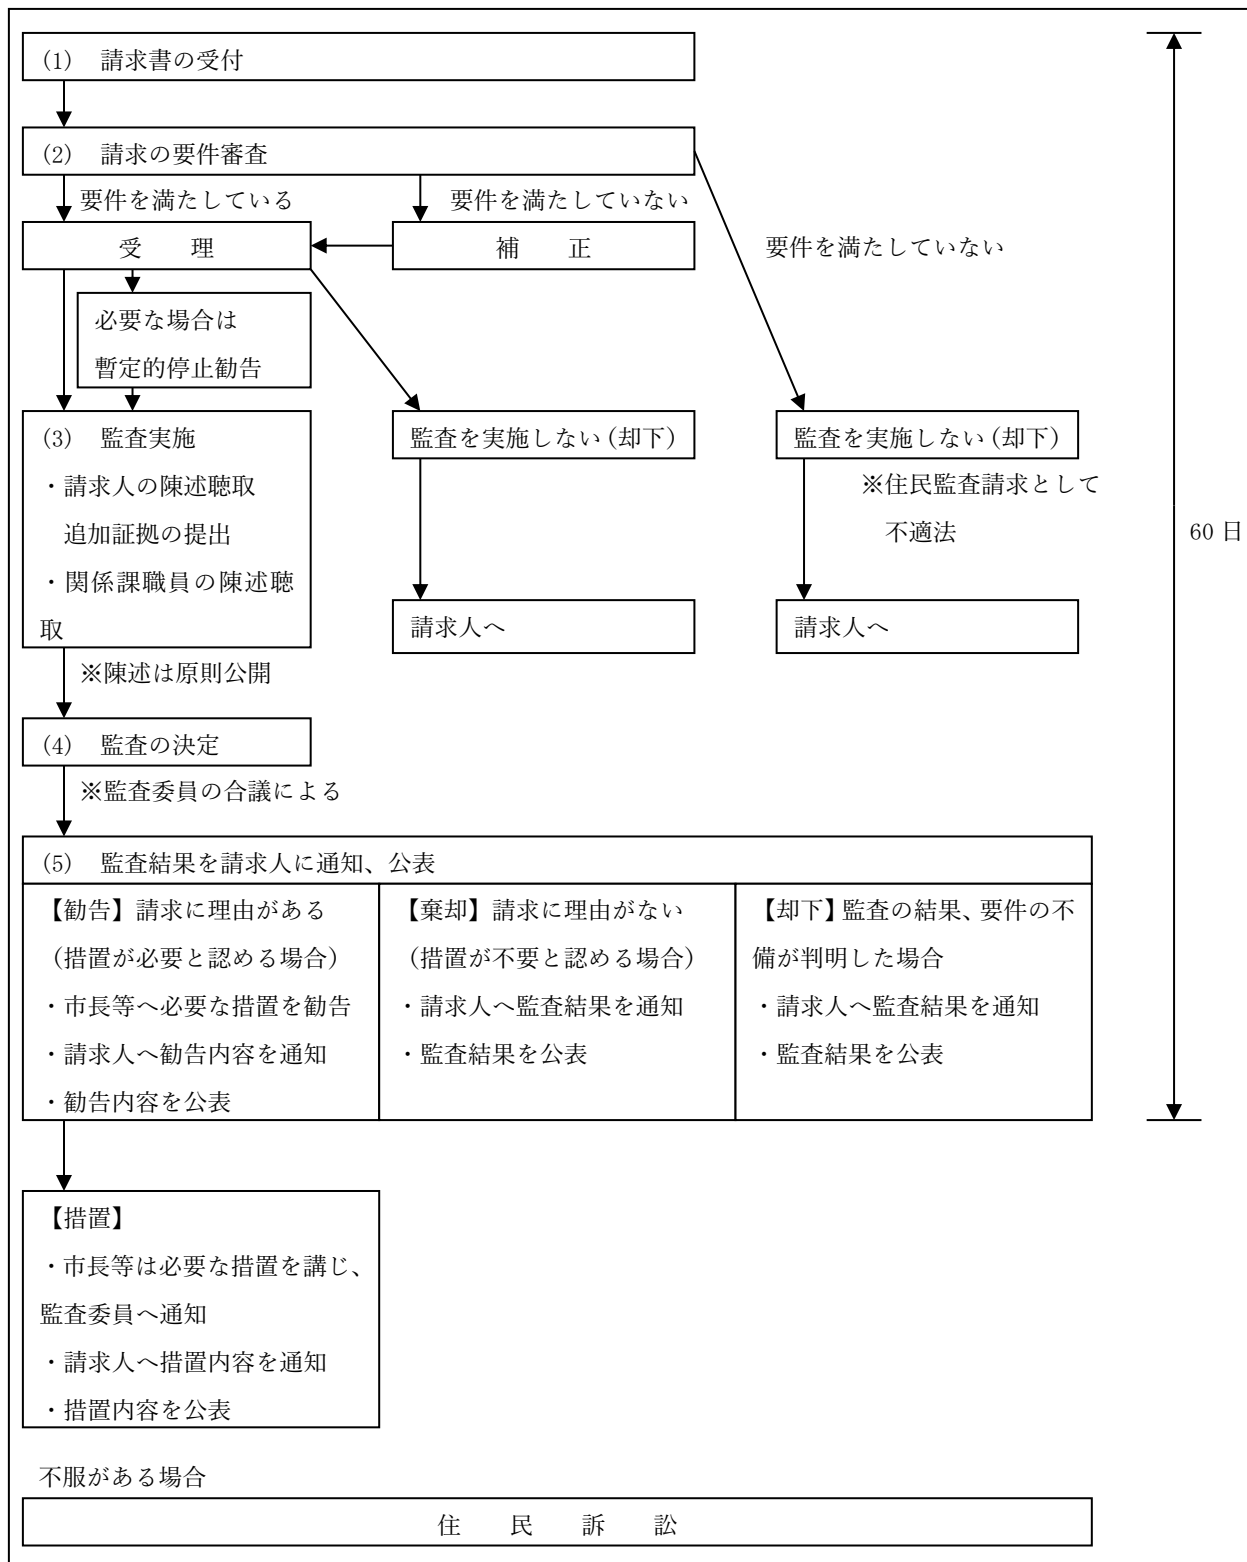 (1)　請求書の受付
(2)　請求の要件審査
要件を満たしている
要件を満たしていない
受　　理
補　　正
要件を満たしていない
必要な場合は
暫定的停止勧告
(3)　監査実施
・請求人の陳述聴取
追加証拠の提出
・関係課職員の陳述聴
取
監査を実施しない（却下）
請求人へ
監査を実施しない（却下）
※住民監査請求として
不適法
請求人へ
60 日
※陳述は原則公開
(4)　監査の決定
※監査委員の合議による
(5)　監査結果を請求人に通知、公表
【勧告】請求に理由がある
（措置が必要と認める場合）
・市長等へ必要な措置を勧告
・請求人へ勧告内容を通知
・勧告内容を公表
【棄却】請求に理由がない
（措置が不要と認める場合）
・請求人へ監査結果を通知
・監査結果を公表
【却下】監査の結果、要件の不
備が判明した場合
・請求人へ監査結果を通知
・監査結果を公表
【措置】
・市長等は必要な措置を講じ、
監査委員へ通知
・請求人へ措置内容を通知
・措置内容を公表
不服がある場合
住　　民　　訴　　訟